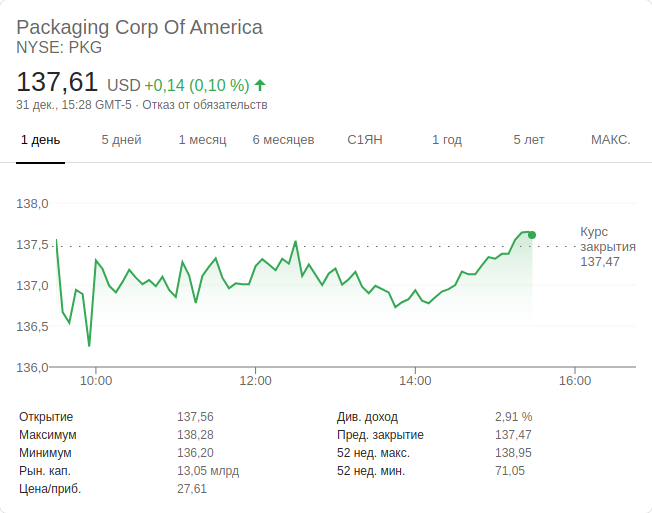 Packaging Corp Of America
NYSE: PKG
137,61 USD +0,14 (0,10 %)
31 дек., 15:28 GMT-5 · Отказ от обязательств
1 день 5 дней 1 месяц 6 месяцев С1ЯН 1 год 5 лет МАКС.
138,0
137,5
137,0
136,5
136,0
Курс
закрытия
137,47
10:00 12:00 14:00 16:00
Открытие 137,56
Максимум 138,28
Минимум 136,20
Рын. кап. 13,05 млрд
Цена/приб. 27,61
Див. доход 2,91 %
Пред. закрытие 137,47
52 нед. макс. 138,95
52 нед. мин. 71,05